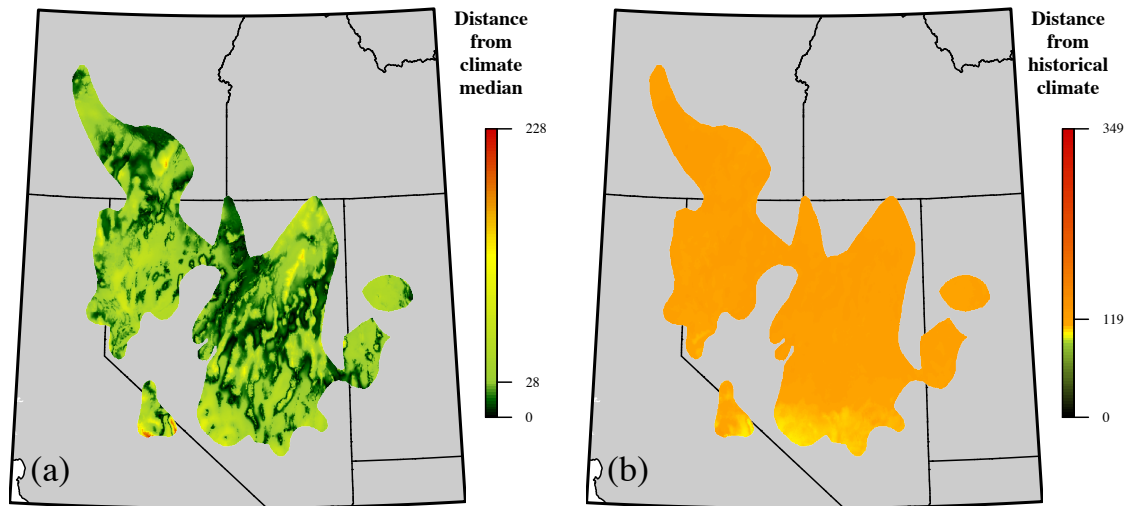 Distance
from
climate
median
228
28
0
(a)
Distance
from
historical
climate
349
119
0
(b)